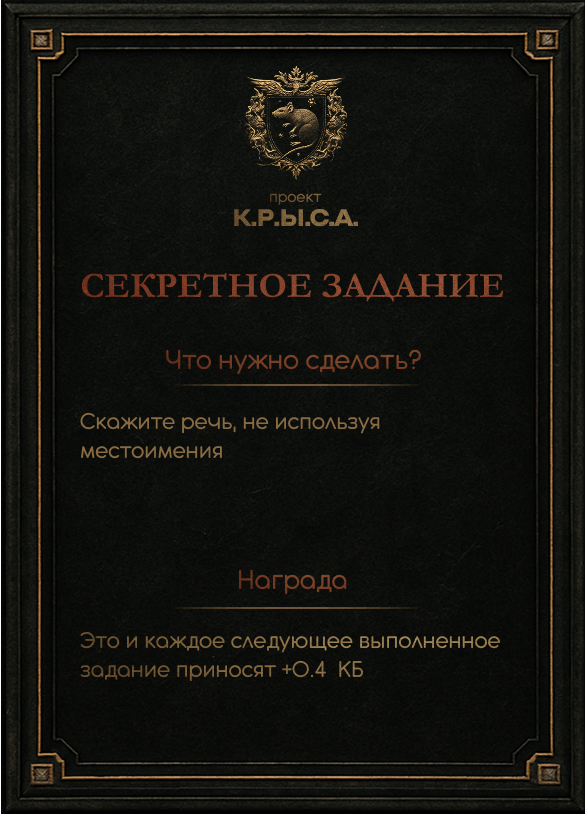 проект
К.Р.Ы.С.А.
СЕКРЕТНОЕ ЗАДАНИЕ
Что нужно сделать?
Скажите речь, не используя
местоимения
Награда
Это и каждое следующее выполненное
задание приносят +0.4 КБ